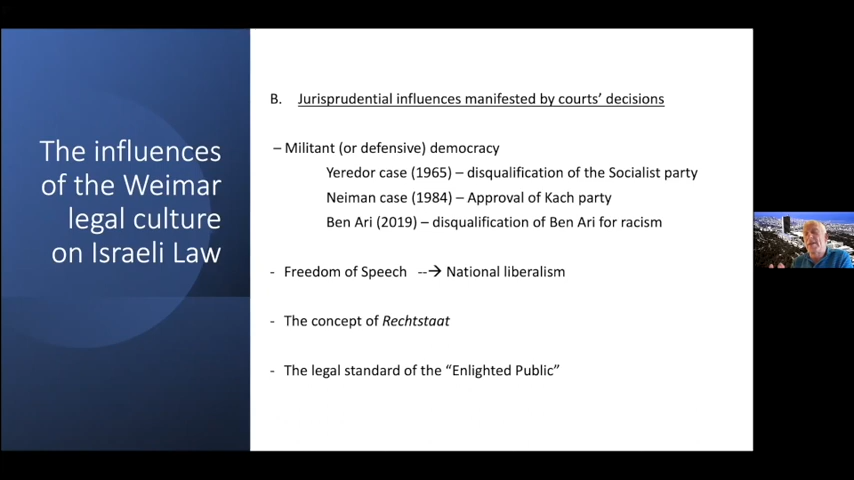 The influences
of the Weimar
legal culture
on Israeli Law
B. Jurisprudential influences manifested by courts' decisions
– Militant (or defensive) democracy
Yeredor case (1965) – disqualification of the Socialist party
Neiman case (1984) – Approval of Kach party
Ben Ari (2019) – disqualification of Ben Ari for racism
- Freedom of Speech --→ National liberalism
- The concept of Rechtstaat
- The legal standard of the “Enlighted Public”